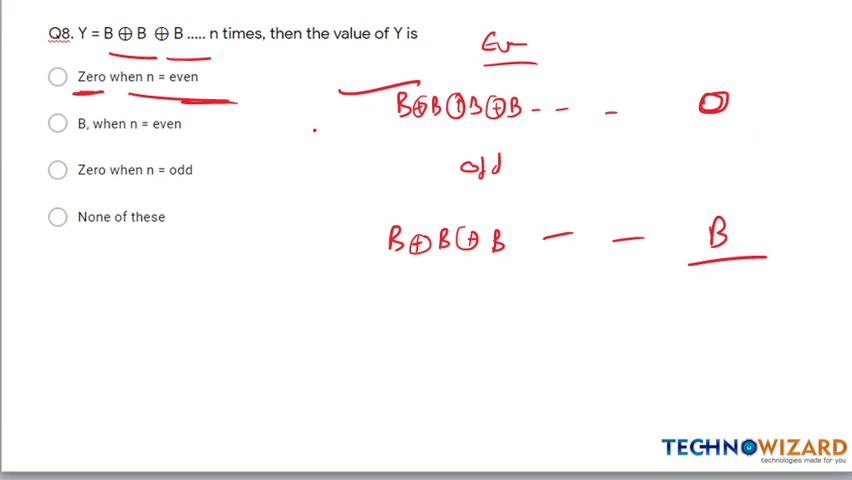 Q8. Y = B ⊕ B ⊕ B ..... n times, then the value of Y is
Zero when n = even
B, when n = even
Zero when n = odd
None of these
Even
B⊕B⊕B⊕B - - - 0
odd
B⊕B⊕B — — B
TECHNOWIZARD
technologies made for you